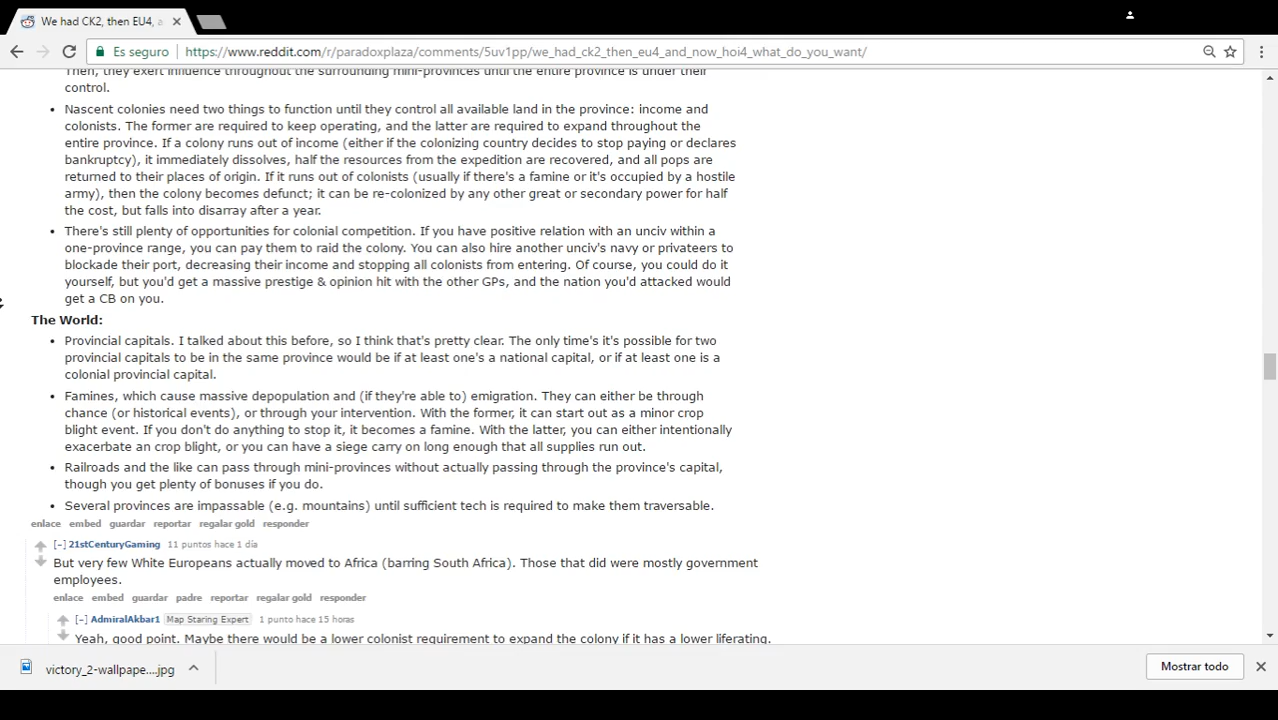 We had CK2, then EU4, a
Es seguro
https://www.reddit.com/r/paradoxplaza/comments/5uv1pp/we_had_ck2_then_eu4_and_now_hoi4_what_do_you_want/
Then, they exert influence throughout the surrounding mini-provinces until the entire province is under their
control.
• Nascent colonies need two things to function until they control all available land in the province: income and
colonists. The former are required to keep operating, and the latter are required to expand throughout the
entire province. If a colony runs out of income (either if the colonizing country decides to stop paying or declares
bankruptcy), it immediately dissolves, half the resources from the expedition are recovered, and all pops are
returned to their places of origin. If it runs out of colonists (usually if there's a famine or it's occupied by a hostile
army), then the colony becomes defunct; it can be re-colonized by any other great or secondary power for half
the cost, but falls into disarray after a year.
• There's still plenty of opportunities for colonial competition. If you have positive relation with an unciv within a
one-province range, you can pay them to raid the colony. You can also hire another unciv's navy or privateers to
blockade their port, decreasing their income and stopping all colonists from entering. Of course, you could do it
yourself, but you'd get a massive prestige & opinion hit with the other GPs, and the nation you'd attacked would
get a CB on you.
The World:
• Provincial capitals. I talked about this before, so I think that's pretty clear. The only time's it's possible for two
provincial capitals to be in the same province would be if at least one's a national capital, or if at least one is a
colonial provincial capital.
• Famines, which cause massive depopulation and (if they're able to) emigration. They can either be through
chance (or historical events), or through your intervention. With the former, it can start out as a minor crop
blight event. If you don't do anything to stop it, it becomes a famine. With the latter, you can either intentionally
exacerbate an crop blight, or you can have a siege carry on long enough that all supplies run out.
• Railroads and the like can pass through mini-provinces without actually passing through the province's capital,
though you get plenty of bonuses if you do.
• Several provinces are impassable (e.g. mountains) until sufficient tech is required to make them traversable.
enlace embed guardar reportar regalar gold responder
[–] 21stCenturyGaming 11 puntos hace 1 día
But very few White Europeans actually moved to Africa (barring South Africa). Those that did were mostly government
employees.
enlace embed guardar padre reportar regalar gold responder
[–] AdmiralAkbar1 Map Staring Expert 1 punto hace 15 horas
Yeah, good point. Maybe there would be a lower colonist requirement to expand the colony if it has a lower liferating.
victory_2-wallpape....jpg
Mostrar todo